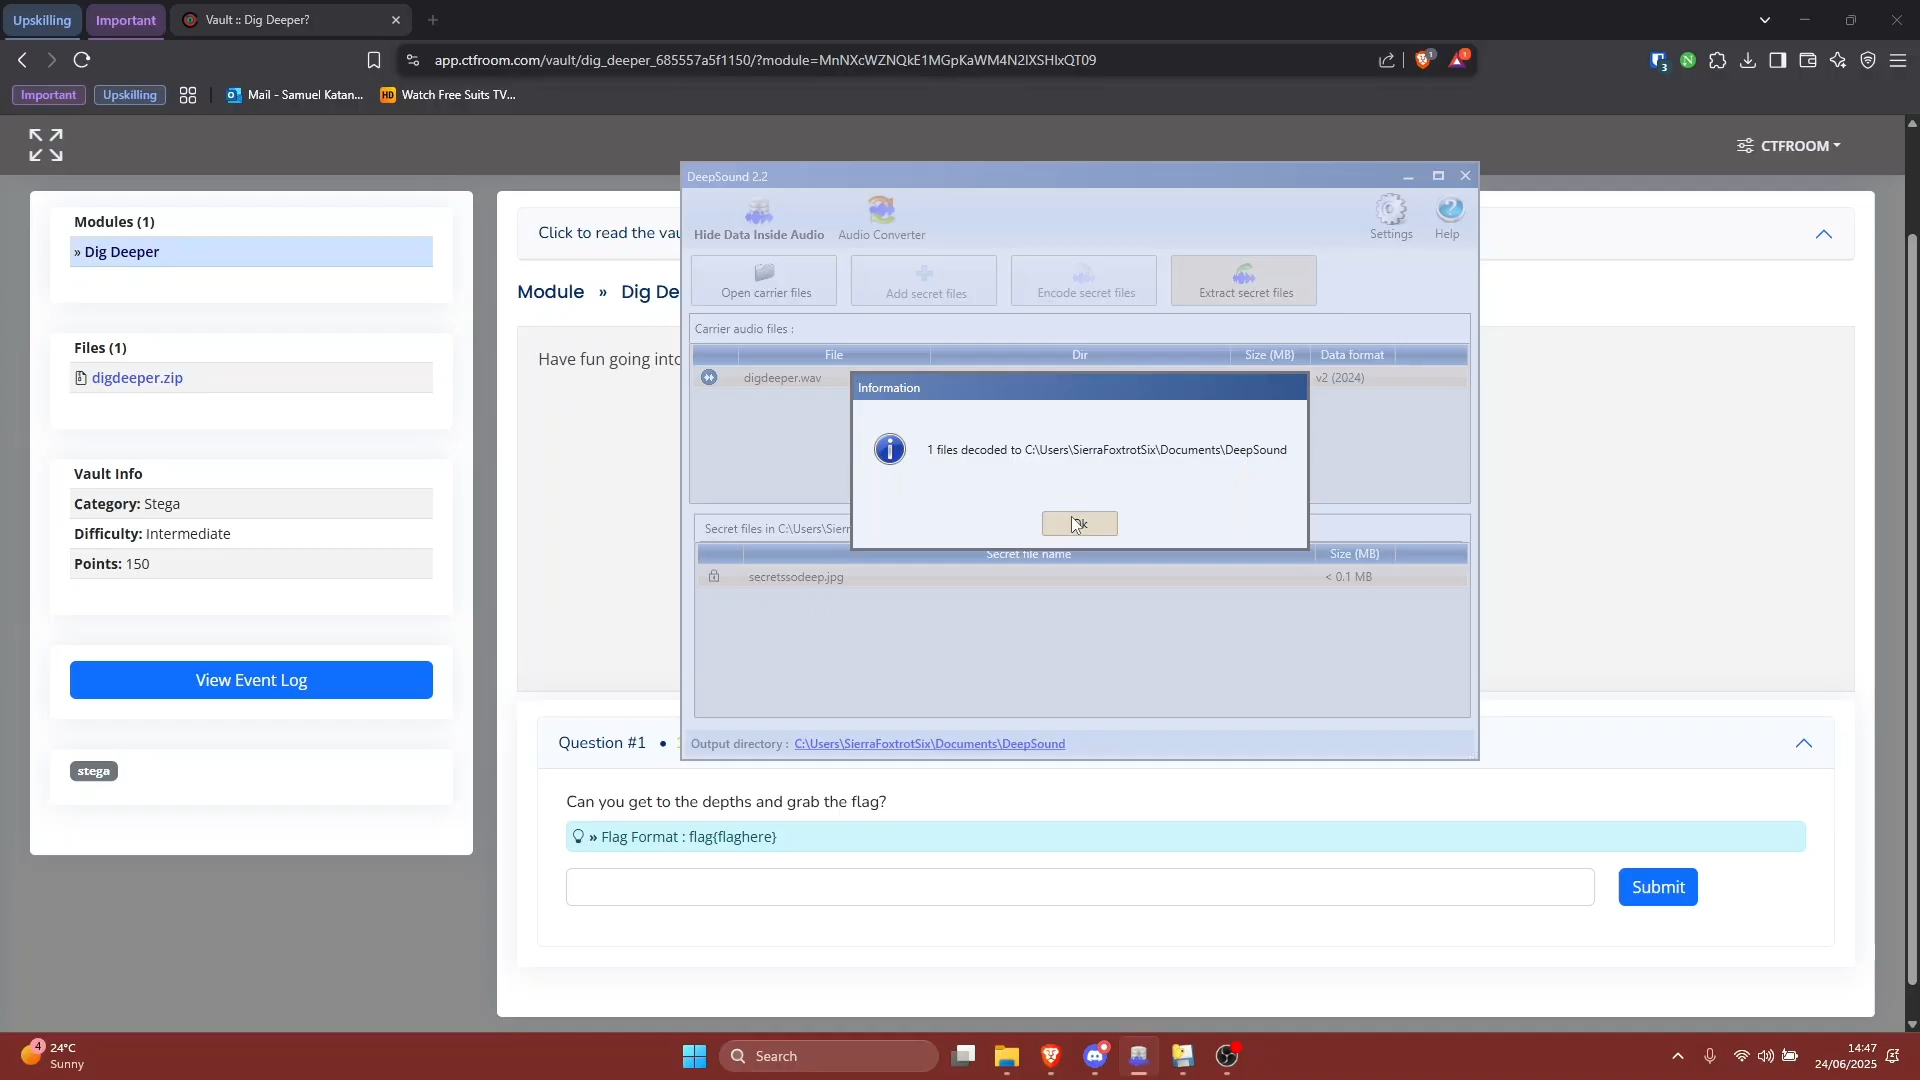 Upskilling
Important
Vault :: Dig Deeper?
app.ctfroom.com/vault/dig_deeper_685557a5f1150/?module=MnNXcWZNQkE1MGpKaWM4N2lXSHlxQT09
1
1
3
N
Important
Upskilling
Mail - Samuel Katan...
HD
Watch Free Suits TV...
CTFROOM
Modules (1)
» Dig Deeper
Files (1)
digdeeper.zip
Vault Info
Category: Stega
Difficulty: Intermediate
Points: 150
View Event Log
stega
Click to read the vau
Module » Dig De
Have fun going into
DeepSound 2.2
Hide Data Inside Audio
Audio Converter
Settings
Help
Open carrier files
Add secret files
Encode secret files
Extract secret files
Carrier audio files :
File
Dir
Size (MB)
Data format
digdeeper.wav
v2 (2024)
Information
1 files decoded to C:\Users\SierraFoxtrotSix\Documents\DeepSound
Secret files in C:\Users\Sierr
Secret file name
Size (MB)
secretssodeep.jpg
< 0.1 MB
Output directory : C:\Users\SierraFoxtrotSix\Documents\DeepSound
Question #1 •
Can you get to the depths and grab the flag?
» Flag Format : flag{flaghere}
Submit
4
24°C
Sunny
Search
14:47
24/06/2025